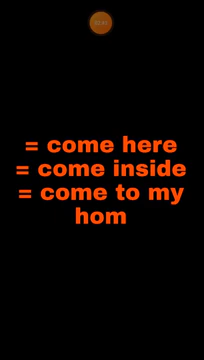 = come here
= come inside
= come to my
hom